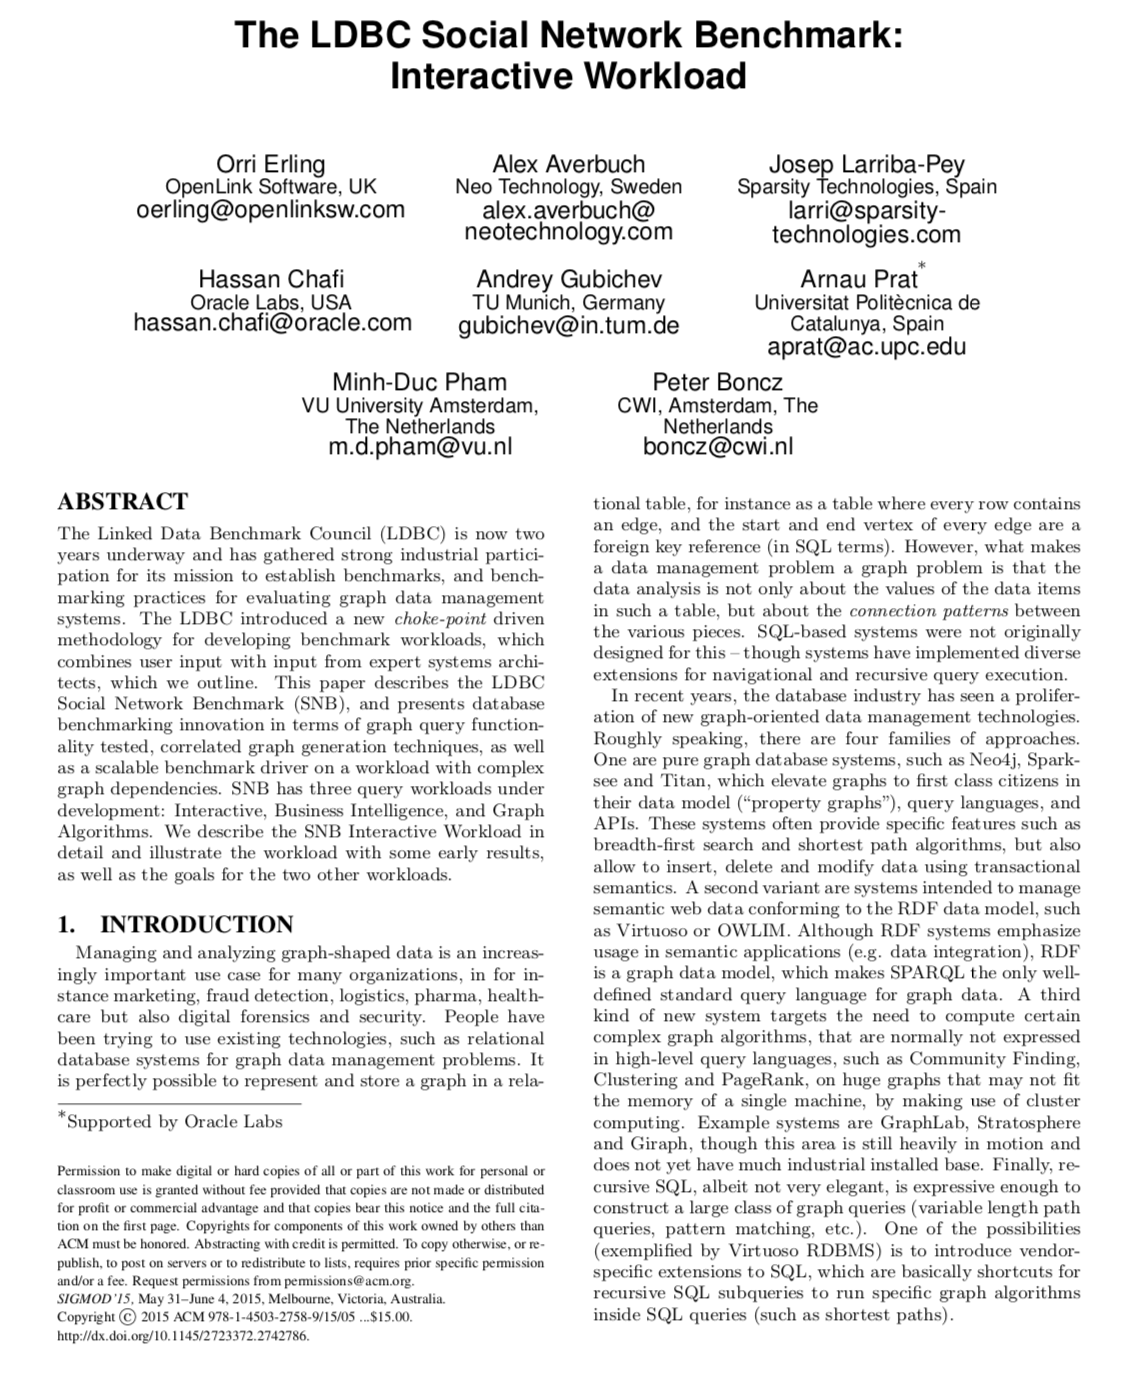 The LDBC Social Network Benchmark:
Interactive Workload
Orri Erling
OpenLink Software, UK
oerling@openlinksw.com
Alex Averbuch
Neo Technology, Sweden
alex.averbuch@
neotechnology.com
Josep Larriba-Pey
Sparsity Technologies, Spain
larri@sparsity-
technologies.com
Hassan Chafi
Oracle Labs, USA
hassan.chafi@oracle.com
Andrey Gubichev
TU Munich, Germany
gubichev@in.tum.de
Arnau Prat*
Universitat Politècnica de
Catalunya, Spain
aprat@ac.upc.edu
Minh-Duc Pham
VU University Amsterdam,
The Netherlands
m.d.pham@vu.nl
Peter Boncz
CWI, Amsterdam, The
Netherlands
boncz@cwi.nl
ABSTRACT
The Linked Data Benchmark Council (LDBC) is now two
years underway and has gathered strong industrial partici-
pation for its mission to establish benchmarks, and bench-
marking practices for evaluating graph data management
systems. The LDBC introduced a new choke-point driven
methodology for developing benchmark workloads, which
combines user input with input from expert systems archi-
tects, which we outline. This paper describes the LDBC
Social Network Benchmark (SNB), and presents database
benchmarking innovation in terms of graph query function-
ality tested, correlated graph generation techniques, as well
as a scalable benchmark driver on a workload with complex
graph dependencies. SNB has three query workloads under
development: Interactive, Business Intelligence, and Graph
Algorithms. We describe the SNB Interactive Workload in
detail and illustrate the workload with some early results,
as well as the goals for the two other workloads.
1. INTRODUCTION
Managing and analyzing graph-shaped data is an increas-
ingly important use case for many organizations, in for in-
stance marketing, fraud detection, logistics, pharma, health-
care but also digital forensics and security. People have
been trying to use existing technologies, such as relational
database systems for graph data management problems. It
is perfectly possible to represent and store a graph in a rela-
*Supported by Oracle Labs
Permission to make digital or hard copies of all or part of this work for personal or
classroom use is granted without fee provided that copies are not made or distributed
for profit or commercial advantage and that copies bear this notice and the full cita-
tion on the first page. Copyrights for components of this work owned by others than
ACM must be honored. Abstracting with credit is permitted. To copy otherwise, or re-
publish, to post on servers or to redistribute to lists, requires prior specific permission
and/or a fee. Request permissions from permissions@acm.org.
SIGMOD'15, May 31–June 4, 2015, Melbourne, Victoria, Australia.
Copyright © 2015 ACM 978-1-4503-2758-9/15/05 ...$15.00.
http://dx.doi.org/10.1145/2723372.2742786.
tional table, for instance as a table where every row contains
an edge, and the start and end vertex of every edge are a
foreign key reference (in SQL terms). However, what makes
a data management problem a graph problem is that the
data analysis is not only about the values of the data items
in such a table, but about the connection patterns between
the various pieces. SQL-based systems were not originally
designed for this – though systems have implemented diverse
extensions for navigational and recursive query execution.
In recent years, the database industry has seen a prolifer-
ation of new graph-oriented data management technologies.
Roughly speaking, there are four families of approaches.
One are pure graph database systems, such as Neo4j, Spark-
see and Titan, which elevate graphs to first class citizens in
their data model (“property graphs”), query languages, and
APIs. These systems often provide specific features such as
breadth-first search and shortest path algorithms, but also
allow to insert, delete and modify data using transactional
semantics. A second variant are systems intended to manage
semantic web data conforming to the RDF data model, such
as Virtuoso or OWLIM. Although RDF systems emphasize
usage in semantic applications (e.g. data integration), RDF
is a graph data model, which makes SPARQL the only well-
defined standard query language for graph data. A third
kind of new system targets the need to compute certain
complex graph algorithms, that are normally not expressed
in high-level query languages, such as Community Finding,
Clustering and PageRank, on huge graphs that may not fit
the memory of a single machine, by making use of cluster
computing. Example systems are GraphLab, Stratosphere
and Giraph, though this area is still heavily in motion and
does not yet have much industrial installed base. Finally, re-
cursive SQL, albeit not very elegant, is expressive enough to
construct a large class of graph queries (variable length path
queries, pattern matching, etc.). One of the possibilities
(exemplified by Virtuoso RDBMS) is to introduce vendor-
specific extensions to SQL, which are basically shortcuts for
recursive SQL subqueries to run specific graph algorithms
inside SQL queries (such as shortest paths).